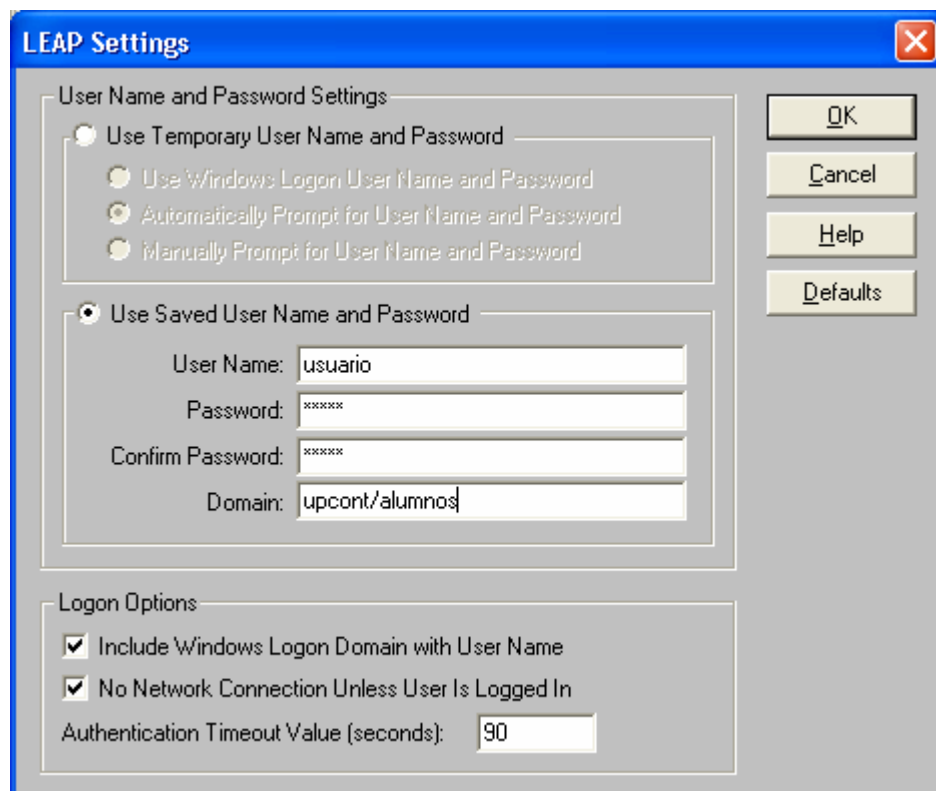 LEAP Settings
User Name and Password Settings
Use Temporary User Name and Password
Use Windows Logon User Name and Password
Automatically Prompt for User Name and Password
Manually Prompt for User Name and Password
Use Saved User Name and Password
User Name: usuario
Password: *****
Confirm Password: *****
Domain: upcont/alumnos
Logon Options
Include Windows Logon Domain with User Name
No Network Connection Unless User Is Logged In
Authentication Timeout Value (seconds): 90
OK
Cancel
Help
Defaults